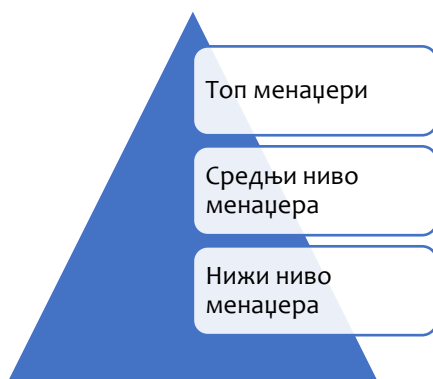 Топ менаџери
Средњи ниво
менаџера
Нижи ниво
менаџера